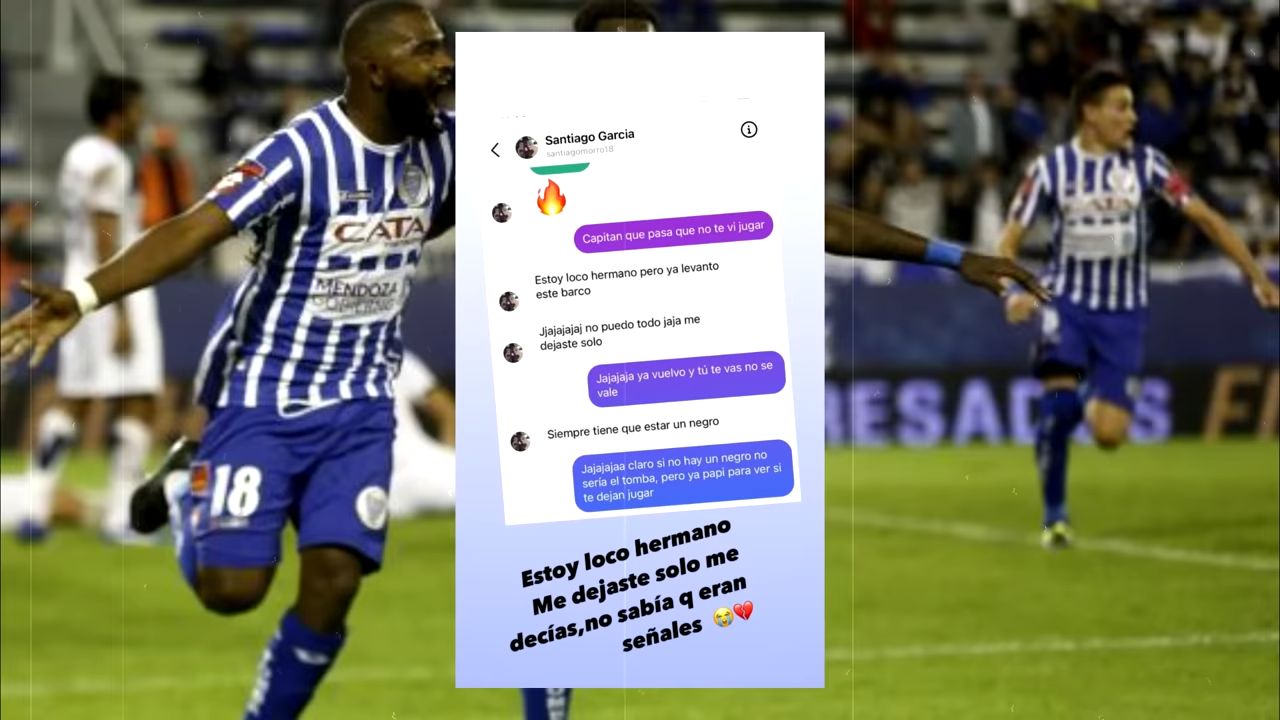 Santiago Garcia
santiagomorro18
Capitan que pasa que no te vi jugar
Estoy loco hermano pero ya levanto
este barco
Jjajajajaj no puedo todo jaja me
dejaste solo
Jajajaja ya vuelvo y tú te vas no se
vale
Siempre tiene que estar un negro
Jajajajaa claro si no hay un negro no
sería el tomba, pero ya papi para ver si
te dejan jugar
Estoy loco hermano
Me dejaste solo me
decías,no sabía q eran
señales 😭💔
CATA
MENDOZA
GOBIERNO
18
CATA
ESADOS